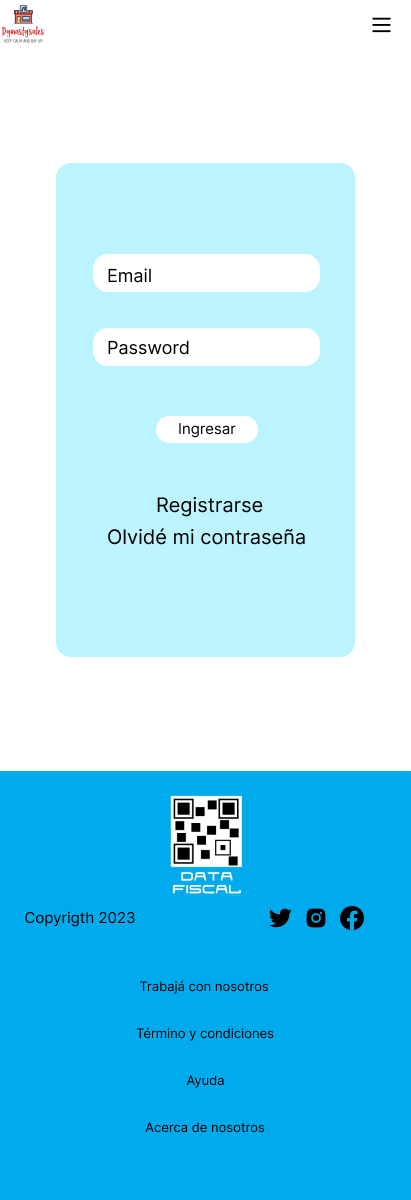 Dynastysales
KEEP CALM AND BUY UP!
Email
Password
Ingresar
Registrarse
Olvidé mi contraseña
DATA
FISCAL
Copyrigth 2023
Trabajá con nosotros
Término y condiciones
Ayuda
Acerca de nosotros